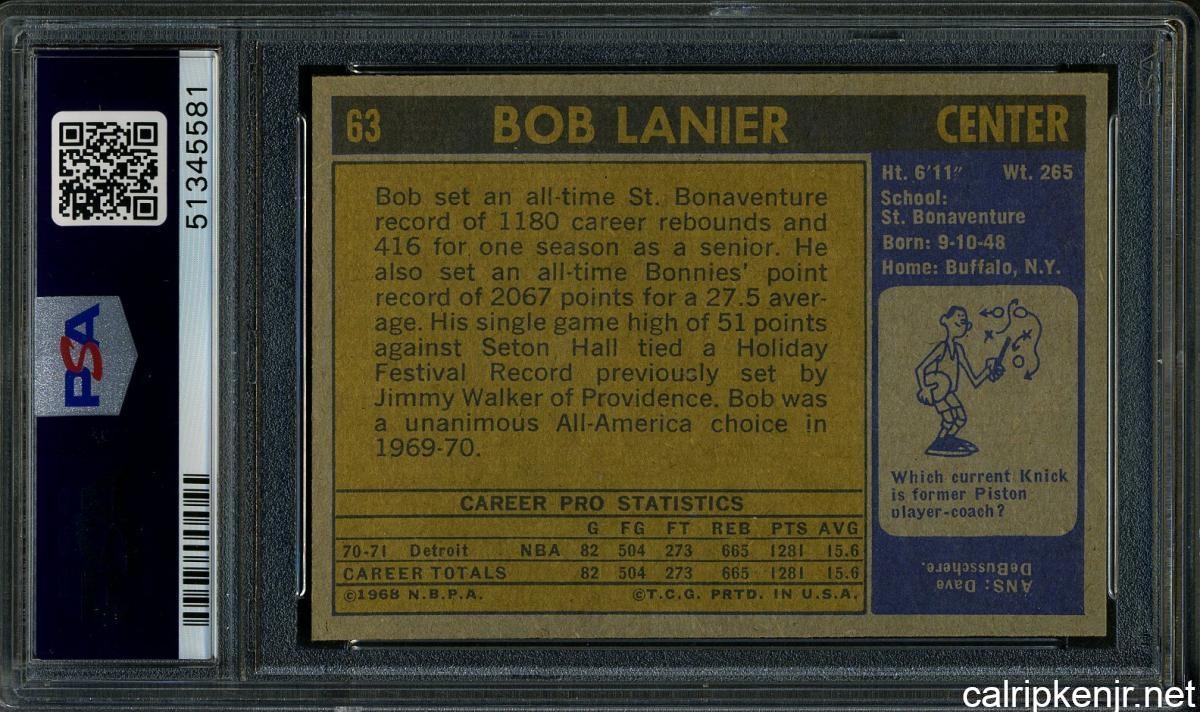 51345581
PSA
63 BOB LANIER CENTER
Bob set an all-time St. Bonaventure
record of 1180 career rebounds and
416 for one season as a senior. He
also set an all-time Bonnies' point
record of 2067 points for a 27.5 aver-
age. His single game high of 51 points
against Seton Hall tied a Holiday
Festival Record previously set by
Jimmy Walker of Providence. Bob was
a unanimous All-America choice in
1969-70.
CAREER PRO STATISTICS
G FG FT REB PTS AVG
70-71 Detroit NBA 82 504 273 665 1281 15.6
CAREER TOTALS 82 504 273 665 1281 15.6
©1968 N.B.P.A. ©T.C.G. PRTD. IN U.S.A.
Ht. 6'11" Wt. 265
School:
St. Bonaventure
Born: 9-10-48
Home: Buffalo, N.Y.
Which current Knick
is former Piston
player-coach?
ANS: Dave
DeBusschere.
calripkenjr.net